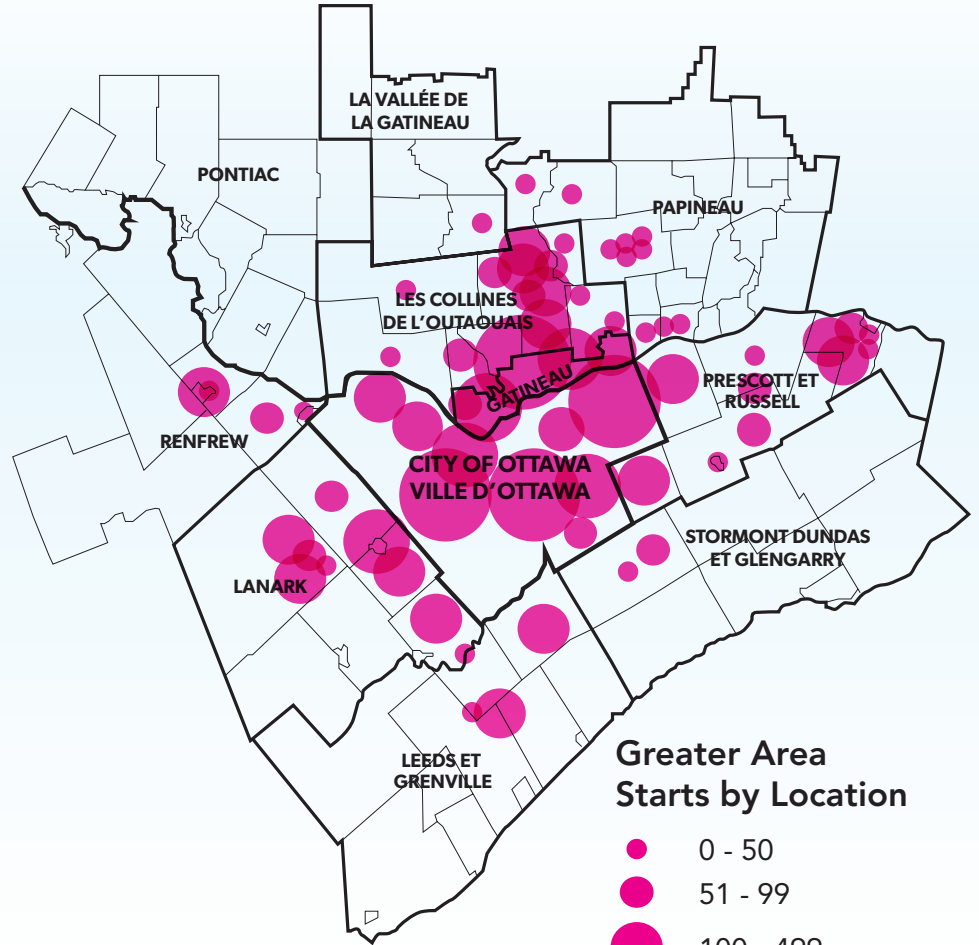 LA VALLÉE DE
LA GATINEAU
PONTIAC
PAPINEAU
LES COLLINES
DE L'OUTAOUAIS
GATINEAU
PRESCOTT ET
RUSSELL
RENFREW
CITY OF OTTAWA
VILLE D'OTTAWA
STORMONT DUNDAS
ET GLENGARRY
LANARK
LEEDS ET
GRENVILLE
Greater Area
Starts by Location
0 - 50
51 - 99
100 - 499